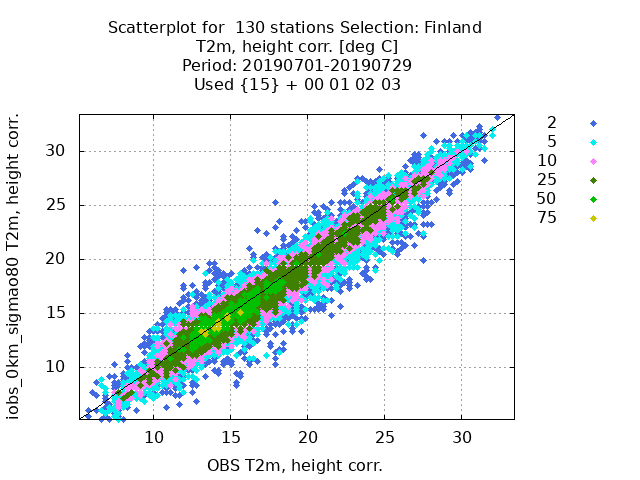 Scatterplot for  130 stations Selection: Finland
T2m, height corr. [deg C]
Period: 20190701-20190729
Used {15} + 00 01 02 03
iobs_0km_sigmao80 T2m, height corr.
30
25
20
15
10
10 15 20 25 30
OBS T2m, height corr.
2
5
10
25
50
75